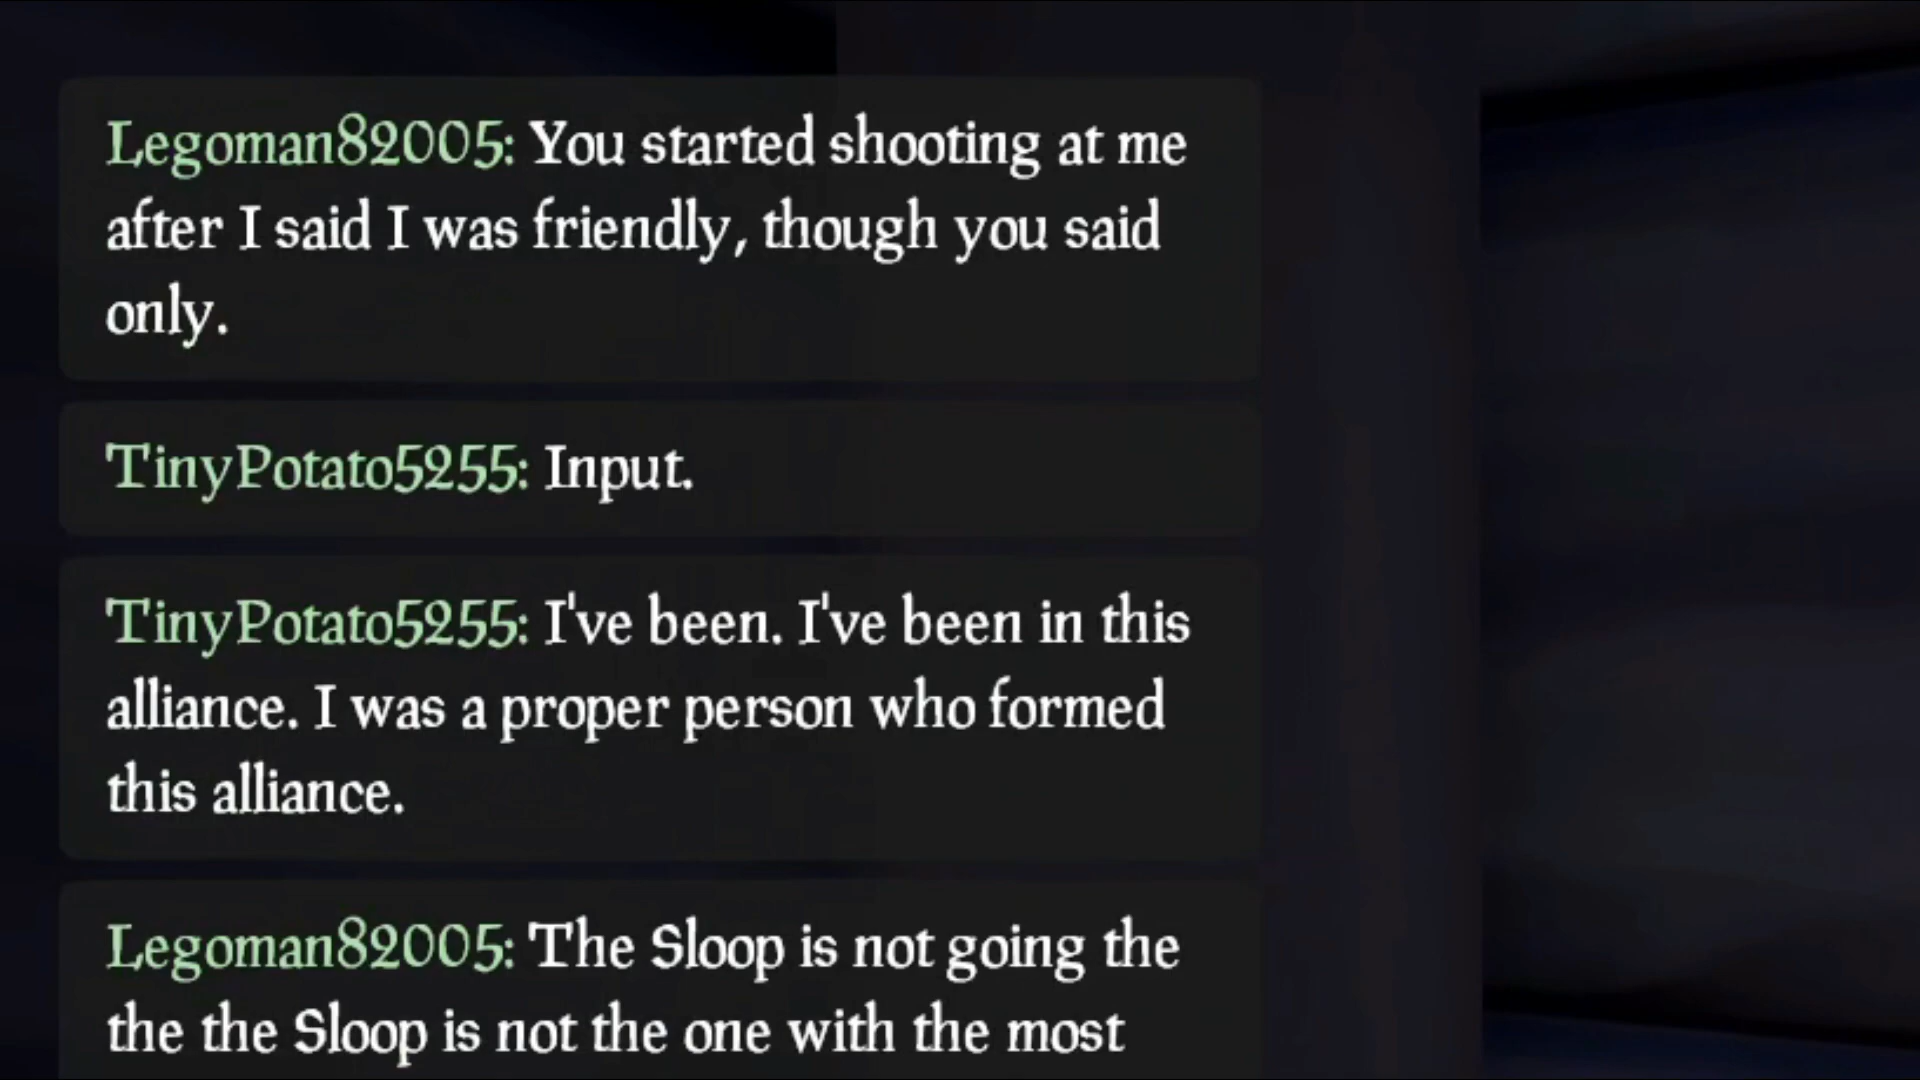 Legoman82005: You started shooting at me
after I said I was friendly, though you said
only.
TinyPotato5255: Input.
TinyPotato5255: I've been. I've been in this
alliance. I was a proper person who formed
this alliance.
Legoman82005: The Sloop is not going the
the the Sloop is not the one with the most